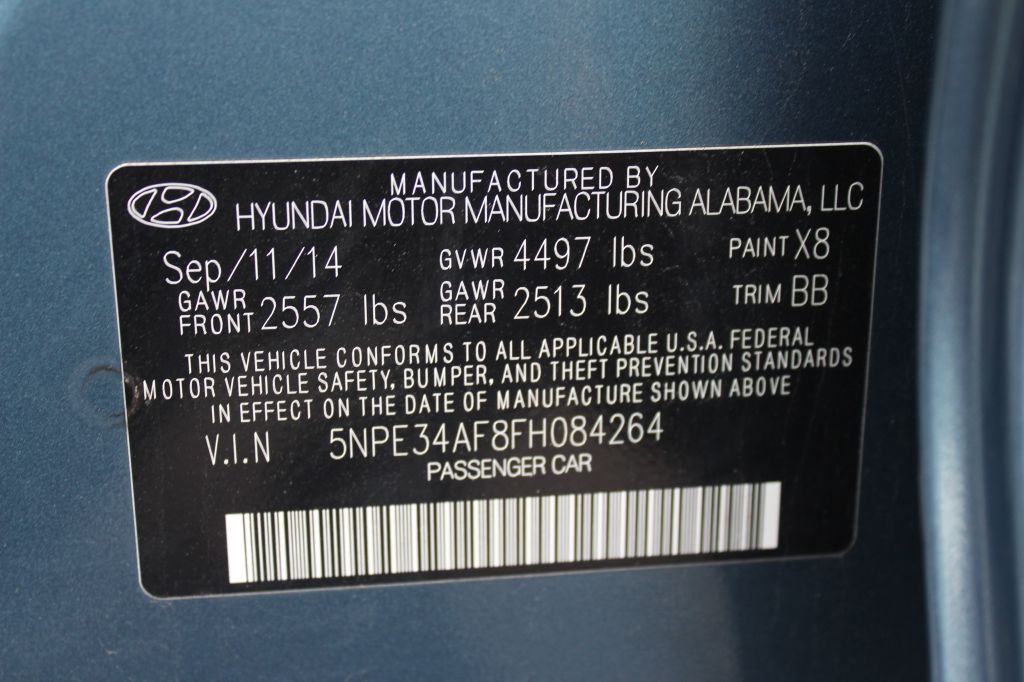 MANUFACTURED BY
HYUNDAI MOTOR MANUFACTURING ALABAMA, LLC
Sep/11/14 GVWR 4497 lbs PAINT X8
GAWR FRONT 2557 lbs GAWR REAR 2513 lbs TRIM BB
THIS VEHICLE CONFORMS TO ALL APPLICABLE U.S.A. FEDERAL
MOTOR VEHICLE SAFETY, BUMPER, AND THEFT PREVENTION STANDARDS
IN EFFECT ON THE DATE OF MANUFACTURE SHOWN ABOVE
V.I.N 5NPE34AF8FH084264
PASSENGER CAR